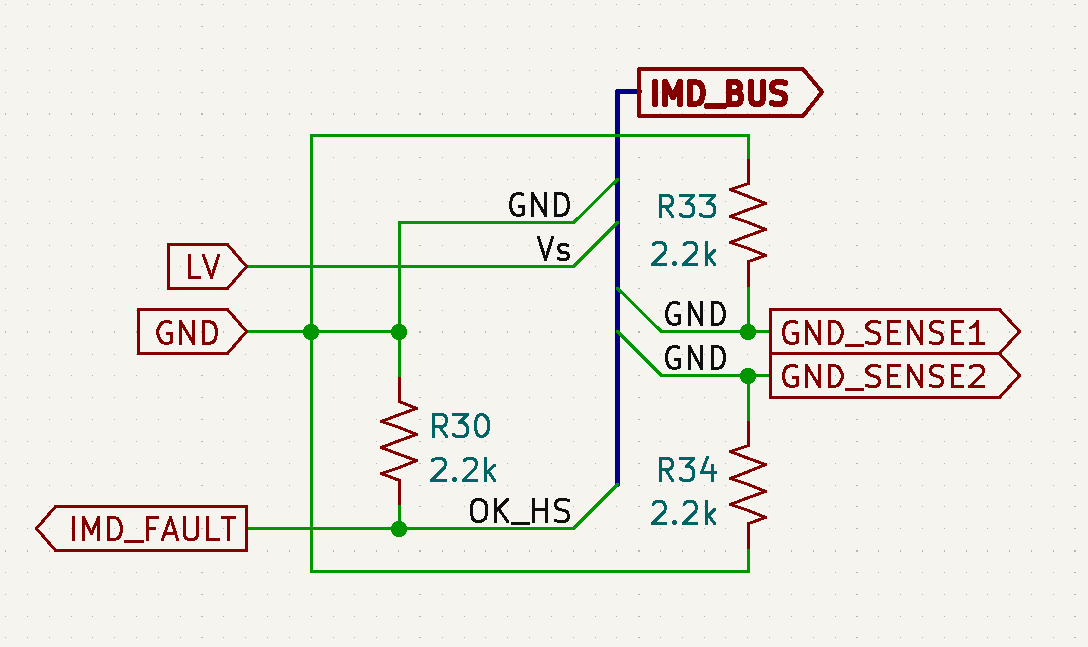 IMD_BUS
GND
R33
Vs
2.2k
LV
GND
GND
GND_SENSE1
GND
GND_SENSE2
R30
2.2k
R34
2.2k
OK_HS
IMD_FAULT